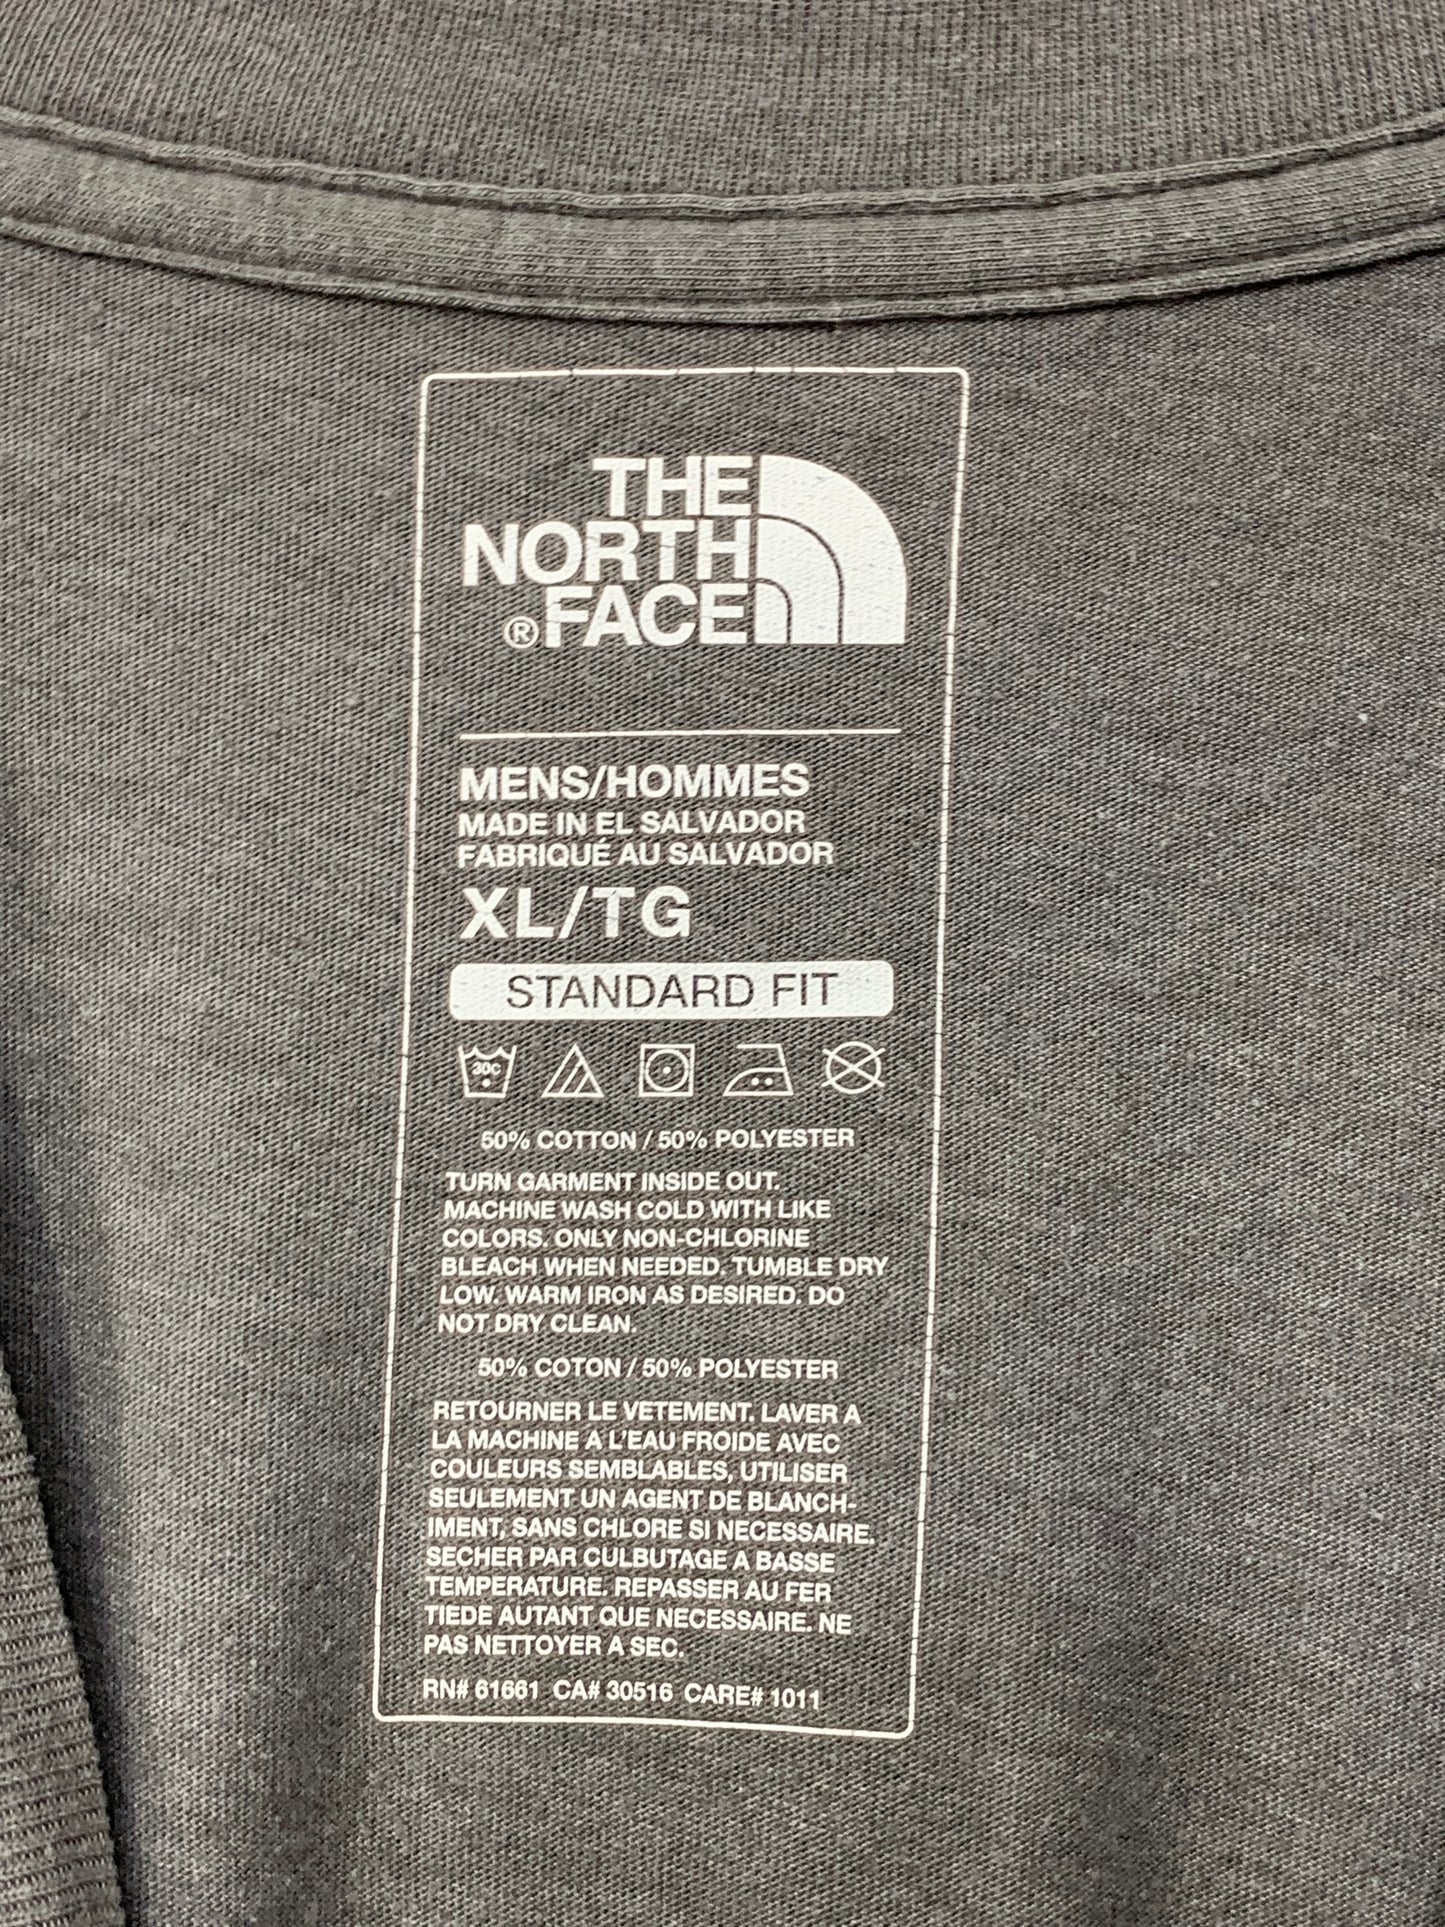 THE
NORTH
® FACE
MENS/HOMMES
MADE IN EL SALVADOR
FABRIQUÉ AU SALVADOR
XL/TG
STANDARD FIT
30C
50% COTTON / 50% POLYESTER
TURN GARMENT INSIDE OUT.
MACHINE WASH COLD WITH LIKE
COLORS. ONLY NON-CHLORINE
BLEACH WHEN NEEDED. TUMBLE DRY
LOW. WARM IRON AS DESIRED. DO
NOT DRY CLEAN.
50% COTON / 50% POLYESTER
RETOURNER LE VETEMENT. LAVER A
LA MACHINE A L'EAU FROIDE AVEC
COULEURS SEMBLABLES, UTILISER
SEULEMENT UN AGENT DE BLANCH-
IMENT, SANS CHLORE SI NECESSAIRE.
SECHER PAR CULBUTAGE A BASSE
TEMPERATURE. REPASSER AU FER
TIEDE AUTANT QUE NECESSAIRE. NE
PAS NETTOYER A SEC.
RN# 61661 CA# 30516 CARE# 1011